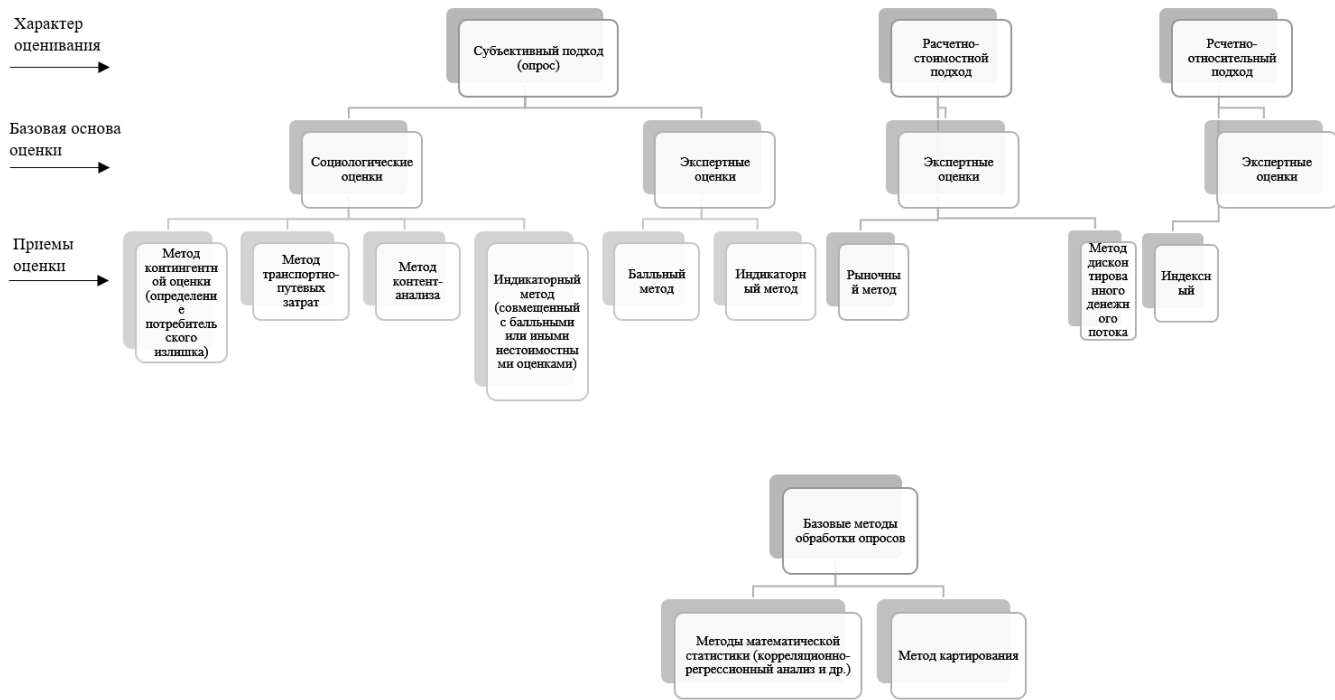 Характер
оценивания
Субъективный подход
(опрос)
Расчетно-
стоимостной
подход
Рсчетно-
относительный
подход
Базовая основа
оценки
Социологические
оценки
Экспертные
оценки
Экспертные
оценки
Экспертные
оценки
Приемы
оценки
Метод
контингентн
ой оценки
(определени
е
потребитель
ского
излишка)
Метод
транспортно-
путевых
затрат
Метод
контент-
анализа
Индикаторный
метод
(совмещенный
с балльными
или иными
нестоимостны
ми оценками)
Балльный
метод
Индикаторн
ый метод
Рыночны
й метод
Метод
дискон
тирова
нного
денежн
ого
потока
Индексн
ый
Базовые методы
обработки опросов
Методы математической
статистики (корреляционно-
регрессионный анализ и др.)
Метод картирования